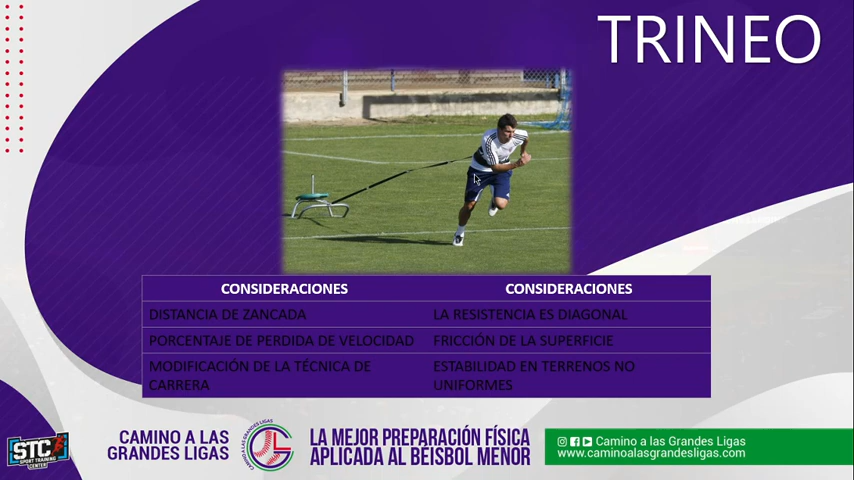 TRINEO
CONSIDERACIONES
CONSIDERACIONES
DISTANCIA DE ZANCADA
LA RESISTENCIA ES DIAGONAL
PORCENTAJE DE PERDIDA DE VELOCIDAD
FRICCIÓN DE LA SUPERFICIE
MODIFICACIÓN DE LA TÉCNICA DE
CARRERA
ESTABILIDAD EN TERRENOS NO
UNIFORMES
STC
SPORT TRAINING
CENTER
CAMINO A LAS
GRANDES LIGAS
CAMINO A LAS GRANDES LIGAS
LA MEJOR PREPARACIÓN FÍSICA
APLICADA AL BÉISBOL MENOR
Camino a las Grandes Ligas
www.caminoalasgrandesligas.com